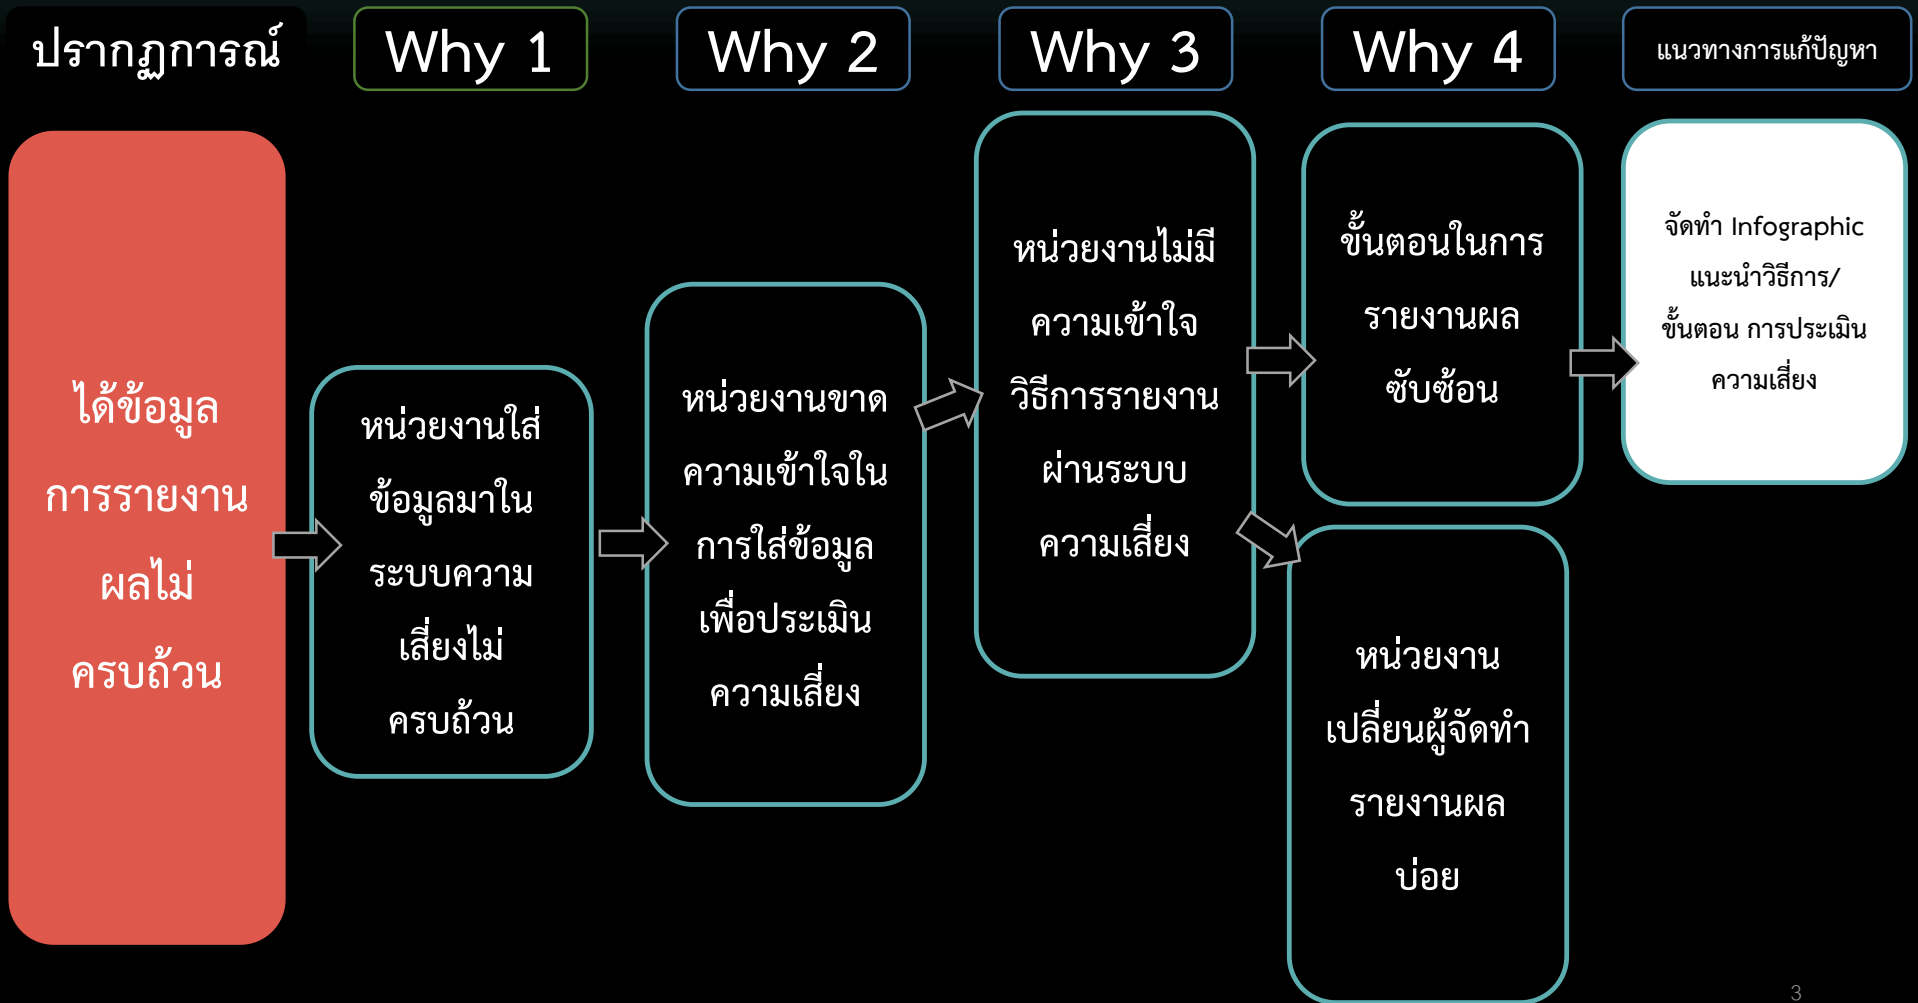 ปรากฏการณ์
Why 1
Why 2
Why 3
Why 4
แนวทางการแก้ปัญหา
ได้ข้อมูล
การรายงาน
ผลไม่
ครบถ้วน
หน่วยงานใส่
ข้อมูลมาใน
ระบบความ
เสี่ยงไม่
ครบถ้วน
หน่วยงานขาด
ความเข้าใจใน
การใส่ข้อมูล
เพื่อประเมิน
ความเสี่ยง
หน่วยงานไม่มี
ความเข้าใจ
วิธีการรายงาน
ผ่านระบบ
ความเสี่ยง
ขั้นตอนในการ
รายงานผล
ซับซ้อน
หน่วยงาน
เปลี่ยนผู้จัดทำ
รายงานผล
บ่อย
จัดทำ Infographic
แนะนำวิธีการ/
ขั้นตอน การประเมิน
ความเสี่ยง
3